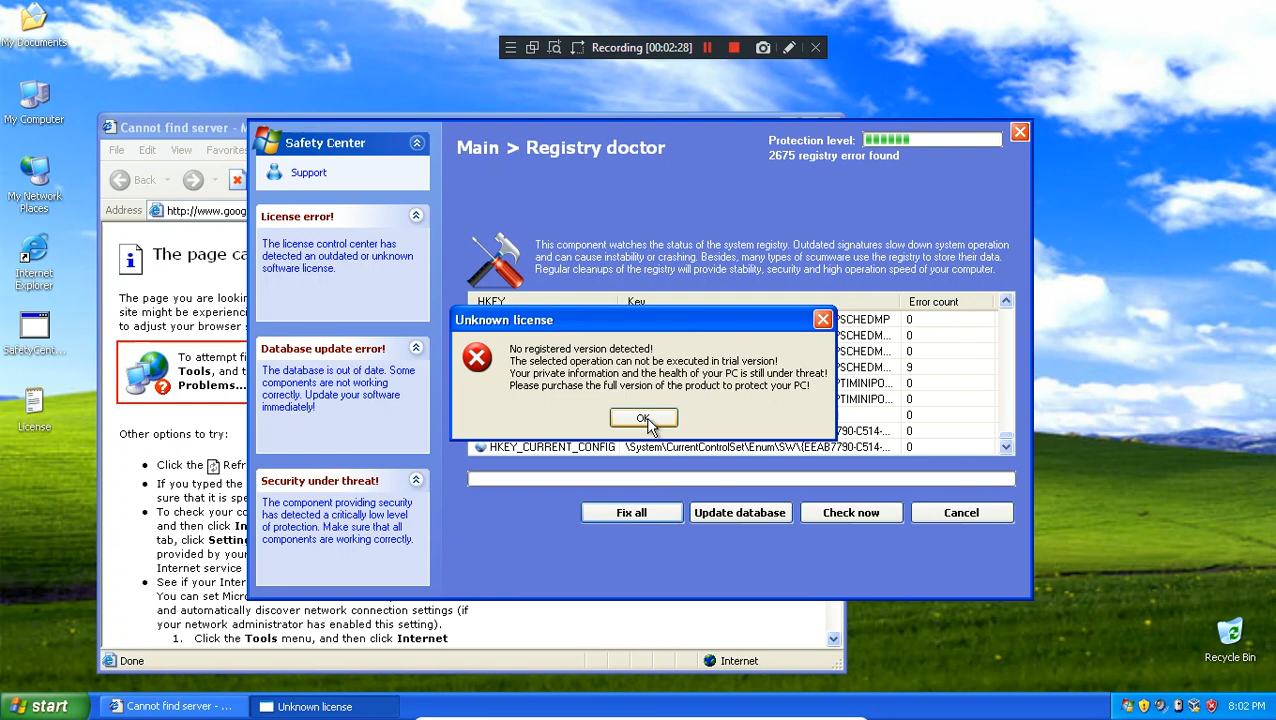 My Documents
My Computer
My Network
Places
Internet
Explorer
SafetyCent...
License
Recycle Bin
Recording [00:02:28]
Cannot find server - M
File Edit View Favorites
Back
Address http://www.goog
The page ca
The page you are looki
site might be experienci
to adjust your browser s
To attempt fi
Tools, and t
Problems...
Other options to try:
Click the Refr
If you typed the
sure that it is spe
To check your co
and then click In
tab, click Setting
provided by your
Internet service
See if your Inter
You can set Micr
and automatically discover network connection settings (if
your network administrator has enabled this setting).
1. Click the Tools menu, and then click Internet
Done
Internet
Safety Center
Support
License error!
The license control center has
detected an outdated or unknown
software license.
Database update error!
The database is out of date. Some
components are not working
correctly. Update your software
immediately!
Security under threat!
The component providing security
has detected a critically low level
of protection. Make sure that all
components are working correctly.
Main > Registry doctor
Protection level:
2675 registry error found
This component watches the status of the system registry. Outdated signatures slow down system operation
and can cause instability or crashing. Besides, many types of scumware use the registry to store their data.
Regular cleanups of the registry will provide stability, security and high operation speed of your computer.
HKEY Key Error count
PSCHEDMP 0
0
0
PSCHEDM... 9
PTIMINIPO... 0
PTIMINIPO... 0
0
7790-C514-... 0
HKEY_CURRENT_CONFIG \System\CurrentControlSet\Enum\SW\{EEAB7790-C514-... 0
Unknown license
No registered version detected!
The selected operation can not be executed in trial version!
Your private information and the health of your PC is still under threat!
Please purchase the full version of the product to protect your PC!
OK
Fix all Update database Check now Cancel
start Cannot find server - ... Unknown license 8:02 PM